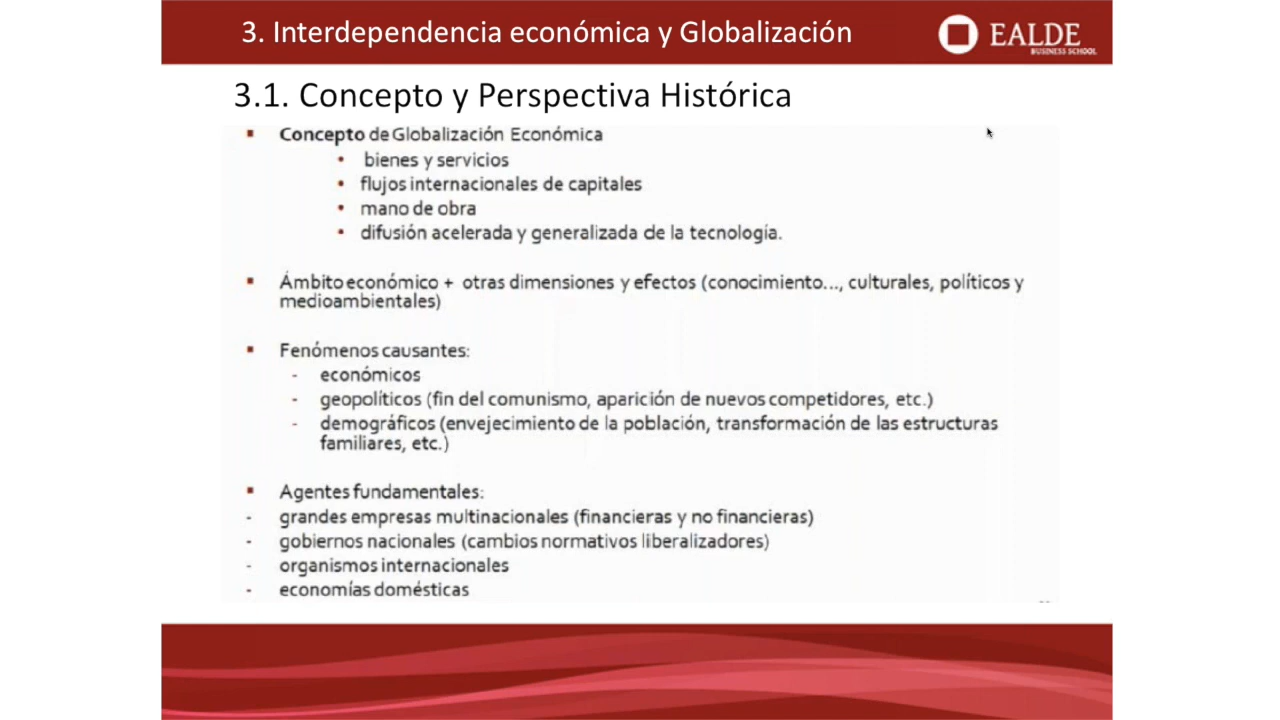 3. Interdependencia económica y Globalización
EALDE
BUSINESS SCHOOL
3.1. Concepto y Perspectiva Histórica
▪ Concepto de Globalización Económica
• bienes y servicios
• flujos internacionales de capitales
• mano de obra
• difusión acelerada y generalizada de la tecnología.
▪ Ámbito económico + otras dimensiones y efectos (conocimiento..., culturales, políticos y
medioambientales)
▪ Fenómenos causantes:
- económicos
- geopolíticos (fin del comunismo, aparición de nuevos competidores, etc.)
- demográficos (envejecimiento de la población, transformación de las estructuras
familiares, etc.)
▪ Agentes fundamentales:
- grandes empresas multinacionales (financieras y no financieras)
- gobiernos nacionales (cambios normativos liberalizadores)
- organismos internacionales
- economías domésticas